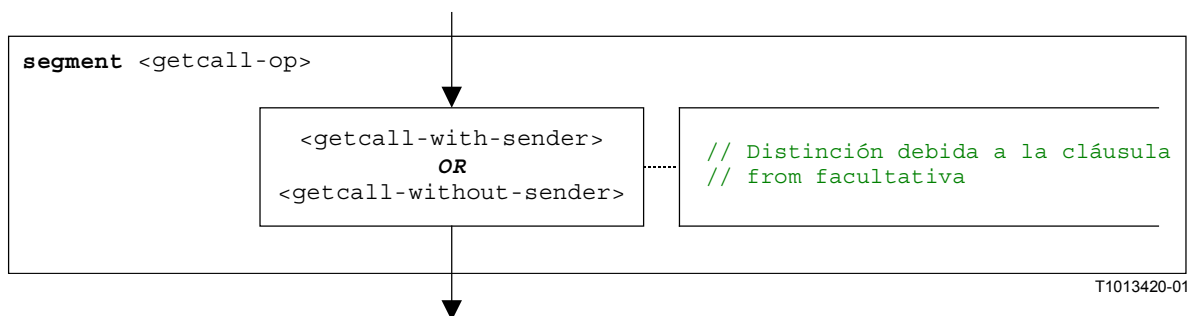 segment <getcall-op>
<getcall-with-sender>
OR
<getcall-without-sender>
// Distinción debida a la cláusula
// from facultativa
T1013420-01